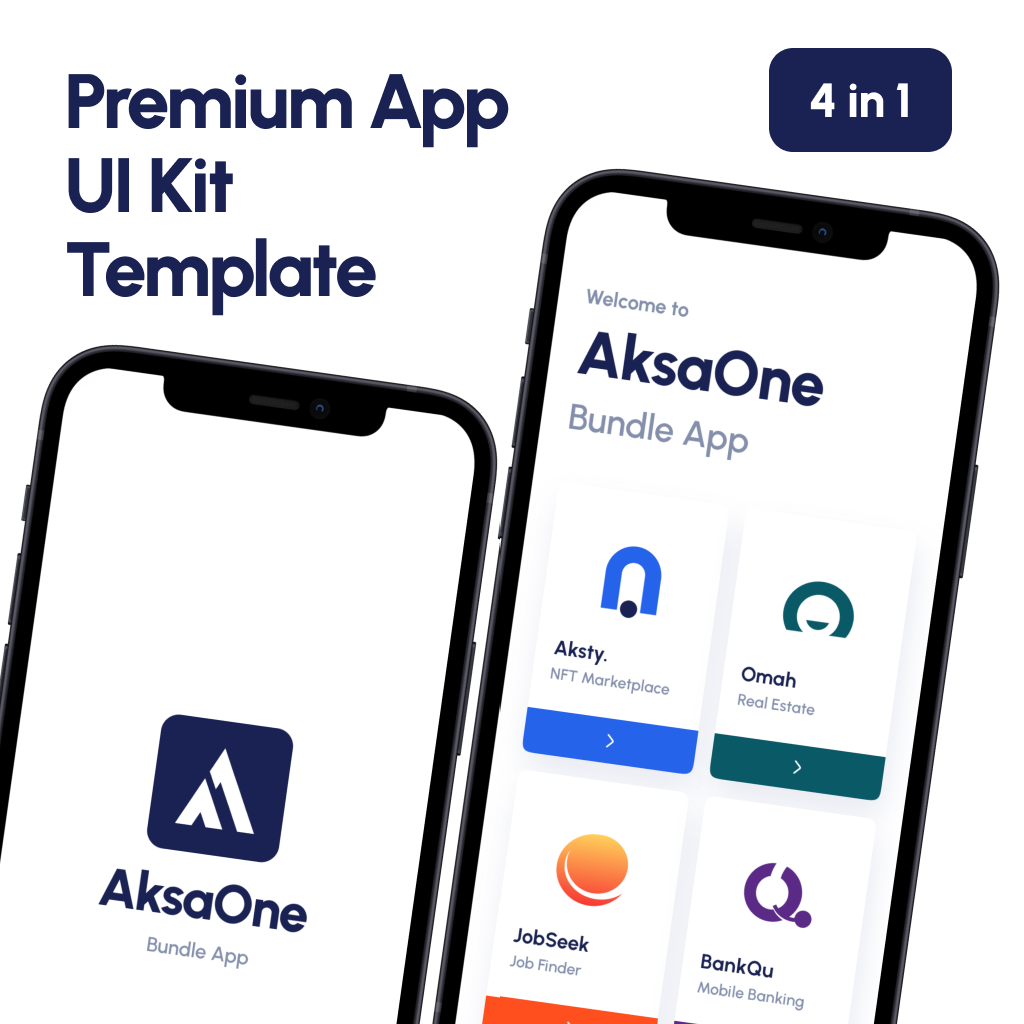 Premium App
UI Kit
Template
4 in 1
Welcome to
AksaOne
Bundle App
Aksty.
NFT Marketplace
Omah
Real Estate
JobSeek
Job Finder
BankQu
Mobile Banking
AksaOne
Bundle App